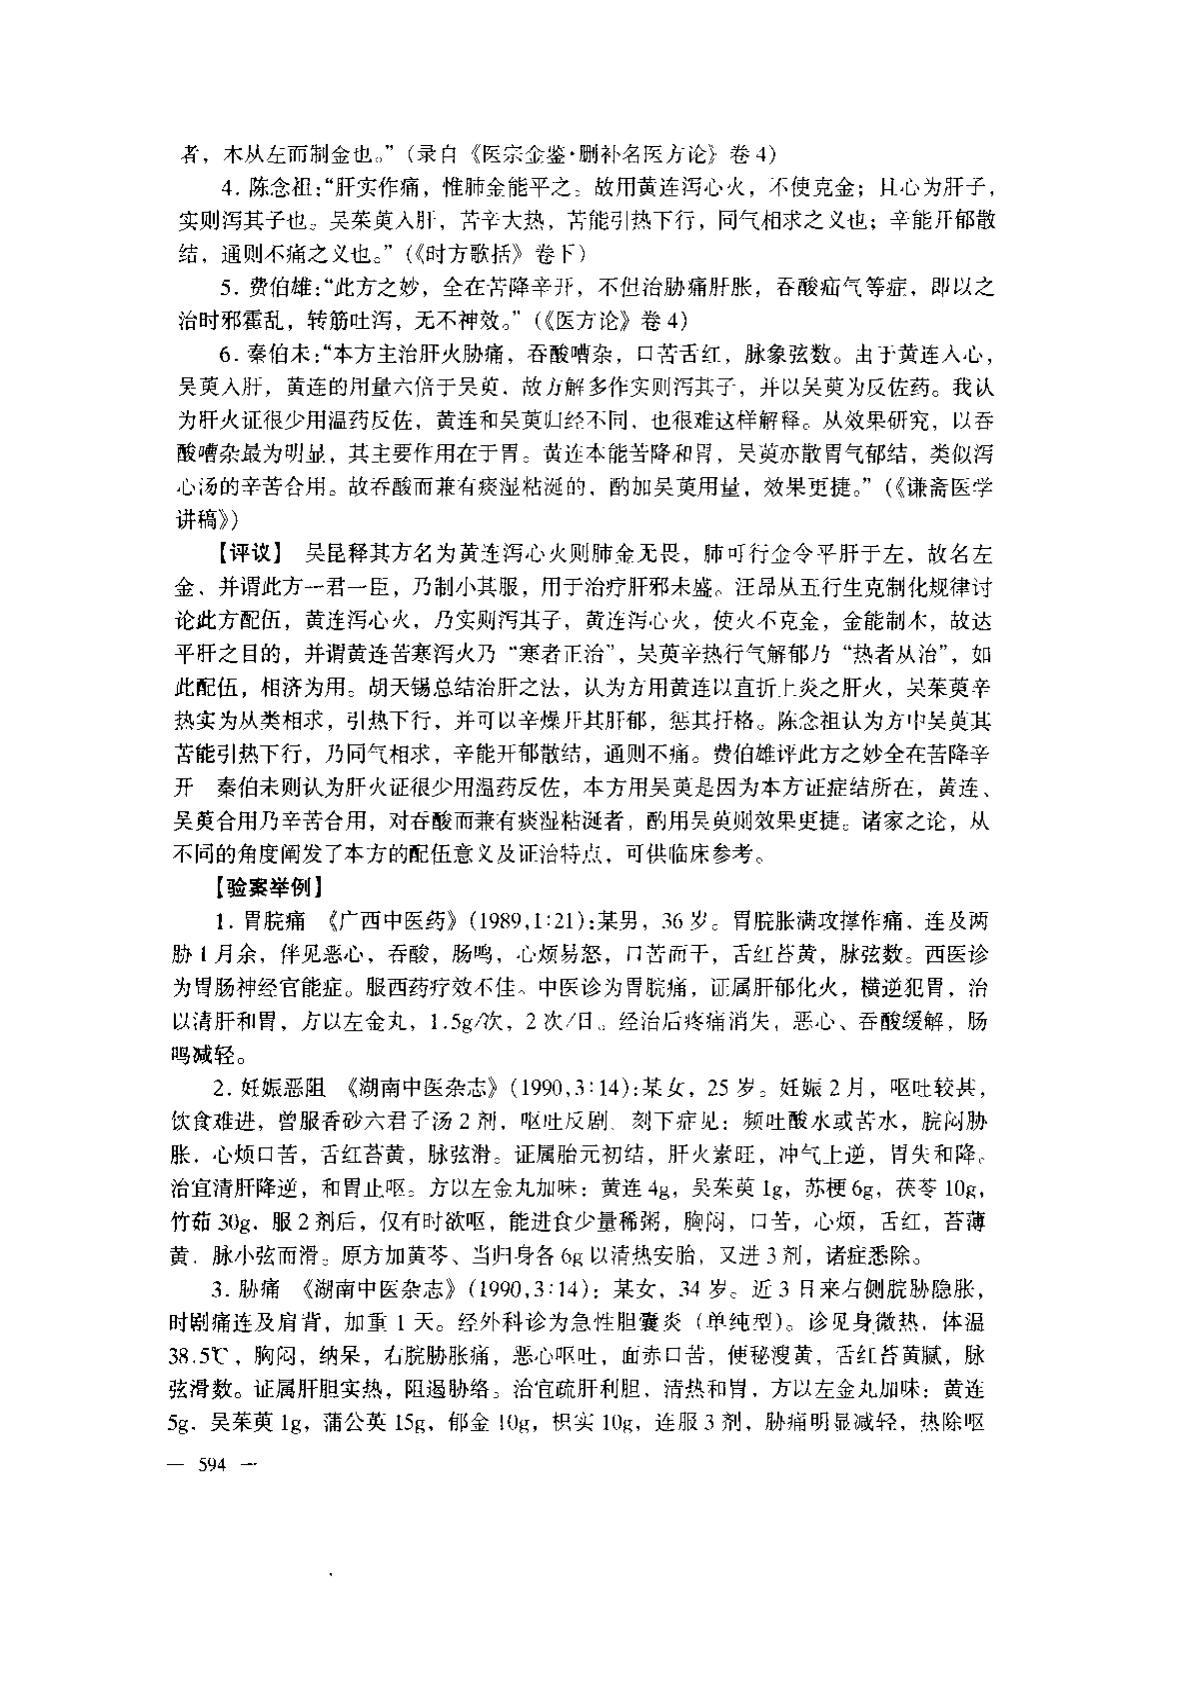 者，木从左而制金也。”（录自《医宗金鉴·删补名医方论》卷4）
4. 陈念祖：“肝实作痛，惟肺金能平之。故用黄连泻心火，不使克金；且心为肝子，
实则泻其子也。吴茱萸入肝，苦辛大热，苦能引热下行，同气相求之义也；辛能开郁散
结，通则不痛之义也。”（《时方歌括》卷下）
5. 费伯雄：“此方之妙，全在苦降辛开，不但治胁痛肝胀，吞酸疝气等症，即以之
治时邪霍乱，转筋吐泻，无不神效。”（《医方论》卷4）
6. 秦伯未：“本方主治肝火胁痛，吞酸嘈杂，口苦舌红，脉象弦数。由于黄连入心，
吴萸入肝，黄连的用量六倍于吴萸，故方解多作实则泻其子，并以吴萸为反佐药。我认
为肝火证很少用温药反佐，黄连和吴萸归经不同，也很难这样解释。从效果研究，以吞
酸嘈杂最为明显，其主要作用在于胃。黄连本能苦降和胃，吴萸亦散胃气郁结，类似泻
心汤的辛苦合用。故吞酸而兼有痰湿粘涎的，酌加吴萸用量，效果更捷。”（《谦斋医学
讲稿》）
【评议】 吴昆释其方名为黄连泻心火则肺金无畏，肺可行金令平肝于左，故名左
金，并谓此方一君一臣，乃制小其服，用于治疗肝邪未盛。汪昂从五行生克制化规律讨
论此方配伍，黄连泻心火，乃实则泻其子，黄连泻心火，使火不克金，金能制木，故达
平肝之目的，并谓黄连苦寒泻火乃“寒者正治”，吴萸辛热行气解郁乃“热者从治”，如
此配伍，相济为用。胡天锡总结治肝之法，认为方用黄连以直折上炎之肝火，吴茱萸辛
热实为从类相求，引热下行，并可以辛燥开其肝郁，惩其扞格。陈念祖认为方中吴萸其
苦能引热下行，乃同气相求，辛能开郁散结，通则不痛。费伯雄评此方之妙全在苦降辛
开 秦伯未则认为肝火证很少用温药反佐，本方用吴萸是因为本方证症结所在，黄连、
吴萸合用乃辛苦合用，对吞酸而兼有痰湿粘涎者，酌用吴萸则效果更捷。诸家之论，从
不同的角度阐发了本方的配伍意义及证治特点，可供临床参考。
【验案举例】
1. 胃脘痛 《广西中医药》（1989,1:21）：某男，36岁。胃脘胀满攻撑作痛，连及两
胁1月余，伴见恶心，吞酸，肠鸣，心烦易怒，口苦而干，舌红苔黄，脉弦数。西医诊
为胃肠神经官能症。服西药疗效不佳。中医诊为胃脘痛，证属肝郁化火，横逆犯胃，治
以清肝和胃，方以左金丸，1.5g/次，2次/日。经治后疼痛消失，恶心、吞酸缓解，肠
鸣减轻。
2. 妊娠恶阻 《湖南中医杂志》（1990,3:14）：某女，25岁。妊娠2月，呕吐较甚，
饮食难进，曾服香砂六君子汤2剂，呕吐反剧。刻下症见：频吐酸水或苦水，脘闷胁
胀，心烦口苦，舌红苔黄，脉弦滑。证属胎元初结，肝火素旺，冲气上逆，胃失和降。
治宜清肝降逆，和胃止呕。方以左金丸加味：黄连4g，吴茱萸1g，苏梗6g，茯苓10g，
竹茹30g，服2剂后，仅有时欲呕，能进食少量稀粥，胸闷，口苦，心烦，舌红，苔薄
黄，脉小弦而滑。原方加黄芩、当归身各6g以清热安胎，又进3剂，诸症悉除。
3. 胁痛 《湖南中医杂志》（1990,3:14）：某女，34岁。近3日来右侧脘胁隐胀，
时剧痛连及肩背，加重1天。经外科诊为急性胆囊炎（单纯型）。诊见身微热，体温
38.5℃，胸闷，纳呆，右脘胁胀痛，恶心呕吐，面赤口苦，便秘溲黄，舌红苔黄腻，脉
弦滑数。证属肝胆实热，阻遏胁络。治宜疏肝利胆，清热和胃，方以左金丸加味：黄连
5g，吴茱萸1g，蒲公英15g，郁金10g，枳实10g，连服3剂，胁痛明显减轻，热除呕
— 594 —